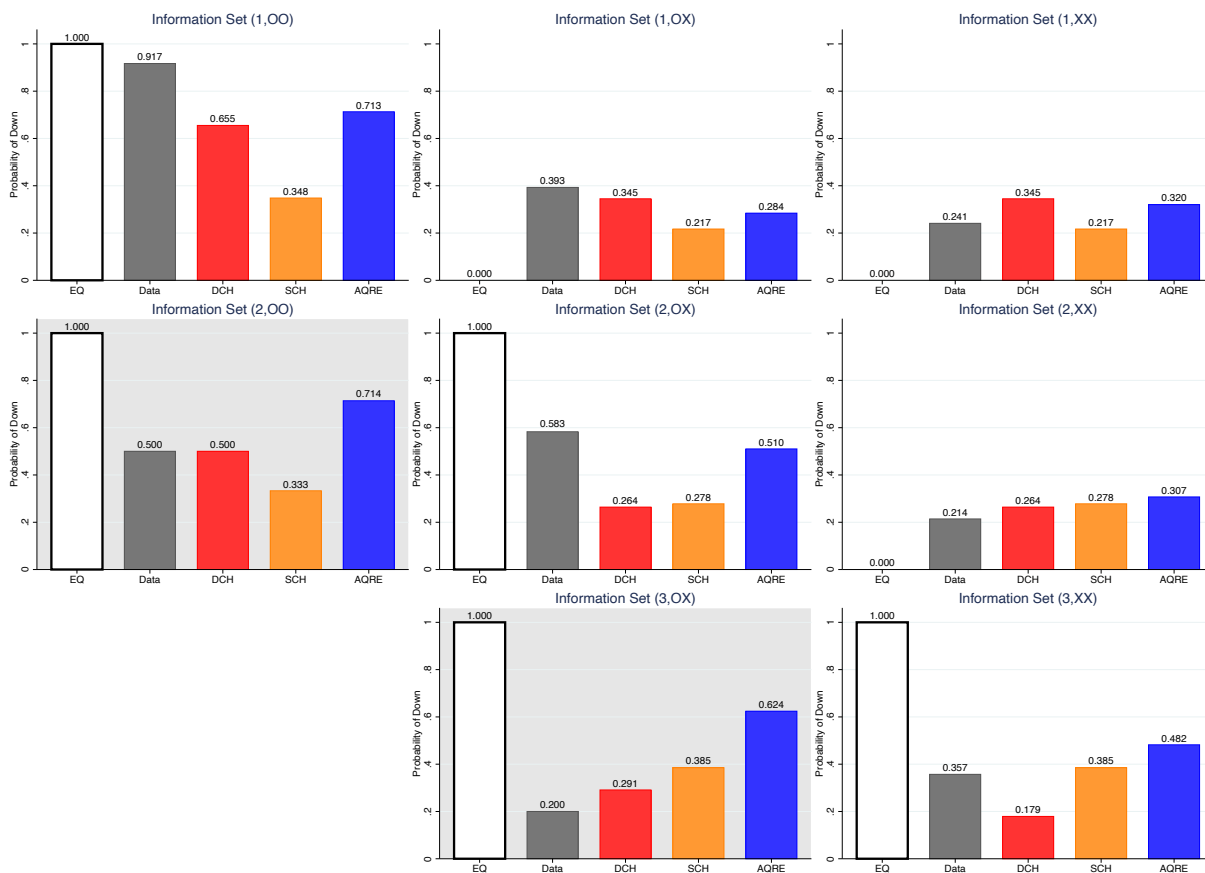 Information Set (1,OO)
Probability of Down
0 .2 .4 .6 .8 1
1.000 0.917 0.655 0.348 0.713
EQ Data DCH SCH AQRE
Information Set (1,OX)
Probability of Down
0 .2 .4 .6 .8 1
0.000 0.393 0.345 0.217 0.284
EQ Data DCH SCH AQRE
Information Set (1,XX)
Probability of Down
0 .2 .4 .6 .8 1
0.000 0.241 0.345 0.217 0.320
EQ Data DCH SCH AQRE
Information Set (2,OO)
Probability of Down
0 .2 .4 .6 .8 1
1.000 0.500 0.500 0.333 0.714
EQ Data DCH SCH AQRE
Information Set (2,OX)
Probability of Down
0 .2 .4 .6 .8 1
1.000 0.583 0.264 0.278 0.510
EQ Data DCH SCH AQRE
Information Set (2,XX)
Probability of Down
0 .2 .4 .6 .8 1
0.000 0.214 0.264 0.278 0.307
EQ Data DCH SCH AQRE
Information Set (3,OX)
Probability of Down
0 .2 .4 .6 .8 1
1.000 0.200 0.291 0.385 0.624
EQ Data DCH SCH AQRE
Information Set (3,XX)
Probability of Down
0 .2 .4 .6 .8 1
1.000 0.357 0.179 0.385 0.482
EQ Data DCH SCH AQRE